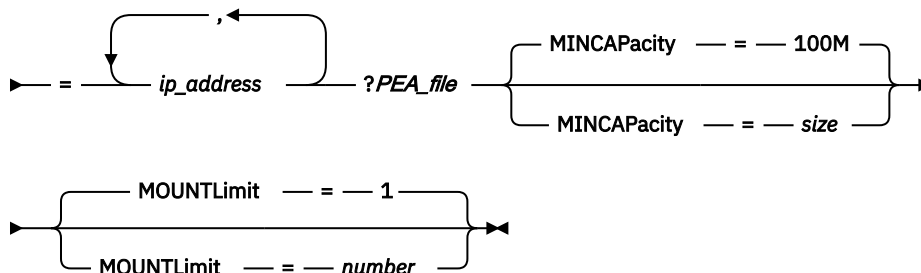 ,
MINCAPacity = 100M
= ip_address ?PEA_file
MINCAPacity = size
MOUNTLimit = 1
MOUNTLimit = number